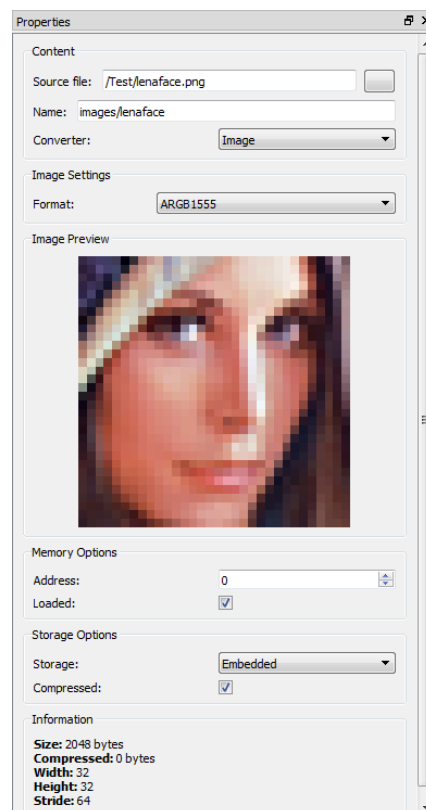 Properties
Content
Source file: /Test/lenaface.png
Name: images/lenaface
Converter: Image
Image Settings
Format: ARGB1555
Image Preview
Memory Options
Address: 0
Loaded:
Storage Options
Storage: Embedded
Compressed:
Information
Size: 2048 bytes
Compressed: 0 bytes
Width: 32
Height: 32
Stride: 64